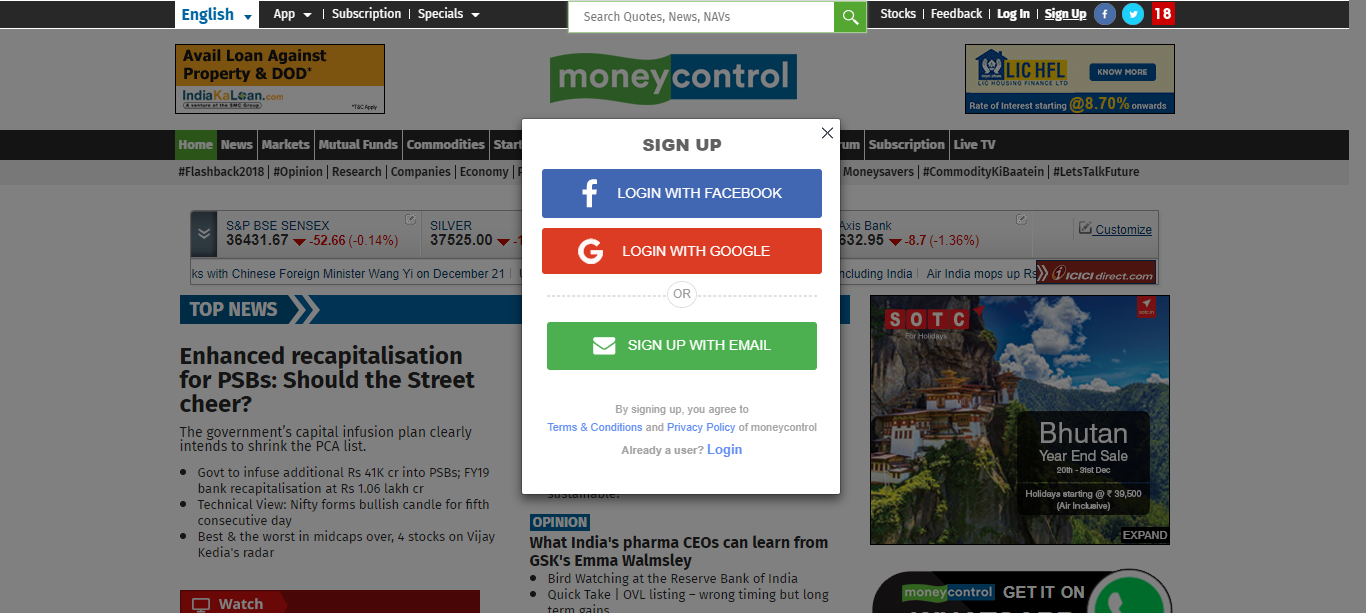 English
App | Subscription | Specials
Search Quotes, News, NAVs
Stocks | Feedback | Log In | Sign Up
18
Avail Loan Against
Property & DOD*
IndiaKaLoan.com
A venture of the SMC Group
*T&C Apply
moneycontrol
LIC HFL
LIC HOUSING FINANCE LTD
KNOW MORE
Rate of Interest starting @8.70% onwards
Home News Markets Mutual Funds Commodities Start
um Subscription Live TV
#Flashback2018 | #Opinion | Research | Companies | Economy |
Moneysavers | #CommodityKiBaatein | #LetsTalkFuture
SIGN UP
LOGIN WITH FACEBOOK
LOGIN WITH GOOGLE
OR
SIGN UP WITH EMAIL
By signing up, you agree to
Terms & Conditions and Privacy Policy of moneycontrol
Already a user? Login
S&P BSE SENSEX
36431.67 -52.66 (-0.14%)
SILVER
37525.00 -1
Axis Bank
632.95 -8.7 (-1.36%)
Customize
ks with Chinese Foreign Minister Wang Yi on December 21 |
ncluding India | Air India mops up Rs
ICICI direct.com
TOP NEWS
Enhanced recapitalisation
for PSBs: Should the Street
cheer?
The government's capital infusion plan clearly
intends to shrink the PCA list.
Govt to infuse additional Rs 41K cr into PSBs; FY19
bank recapitalisation at Rs 1.06 lakh cr
Technical View: Nifty forms bullish candle for fifth
consecutive day
Best & the worst in midcaps over, 4 stocks on Vijay
Kedia's radar
Watch
sustainable?
OPINION
What India's pharma CEOs can learn from
GSK's Emma Walmsley
Bird Watching at the Reserve Bank of India
Quick Take | OVL listing – wrong timing but long
term gains
SOTC
For Holidays
sotc.in
Bhutan
Year End Sale
20th - 31st Dec
Holidays starting @ ₹ 39,500
(Air Inclusive)
EXPAND
moneycontrol GET IT ON